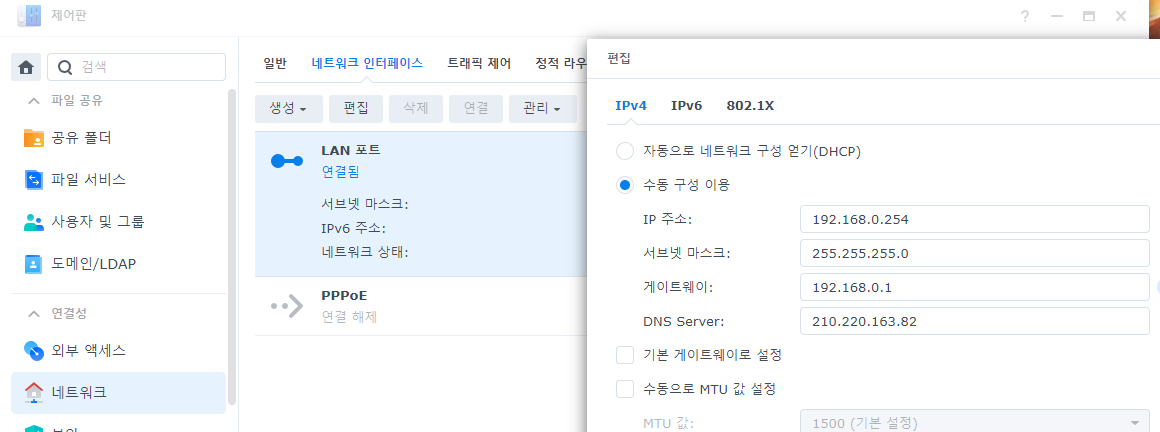 제어판
검색
파일 공유
공유 폴더
파일 서비스
사용자 및 그룹
도메인/LDAP
연결성
외부 액세스
네트워크
일반 네트워크 인터페이스 트래픽 제어 정적 라우
생성 편집 삭제 연결 관리
LAN 포트
연결됨
서브넷 마스크:
IPv6 주소:
네트워크 상태:
PPPoE
연결 해제
편집
IPv4 IPv6 802.1X
자동으로 네트워크 구성 얻기(DHCP)
수동 구성 이용
IP 주소: 192.168.0.254
서브넷 마스크: 255.255.255.0
게이트웨이: 192.168.0.1
DNS Server: 210.220.163.82
기본 게이트웨이로 설정
수동으로 MTU 값 설정
MTU 값: 1500 (기본 설정)